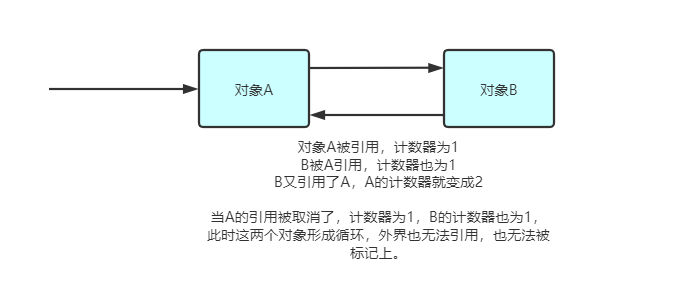 对象A
对象B
对象A被引用，计数器为1
B被A引用，计数器也为1
B又引用了A，A的计数器就变成2
当A的引用被取消了，计数器为1，B的计数器也为1，
此时这两个对象形成循环，外界也无法引用，也无法被
标记上。